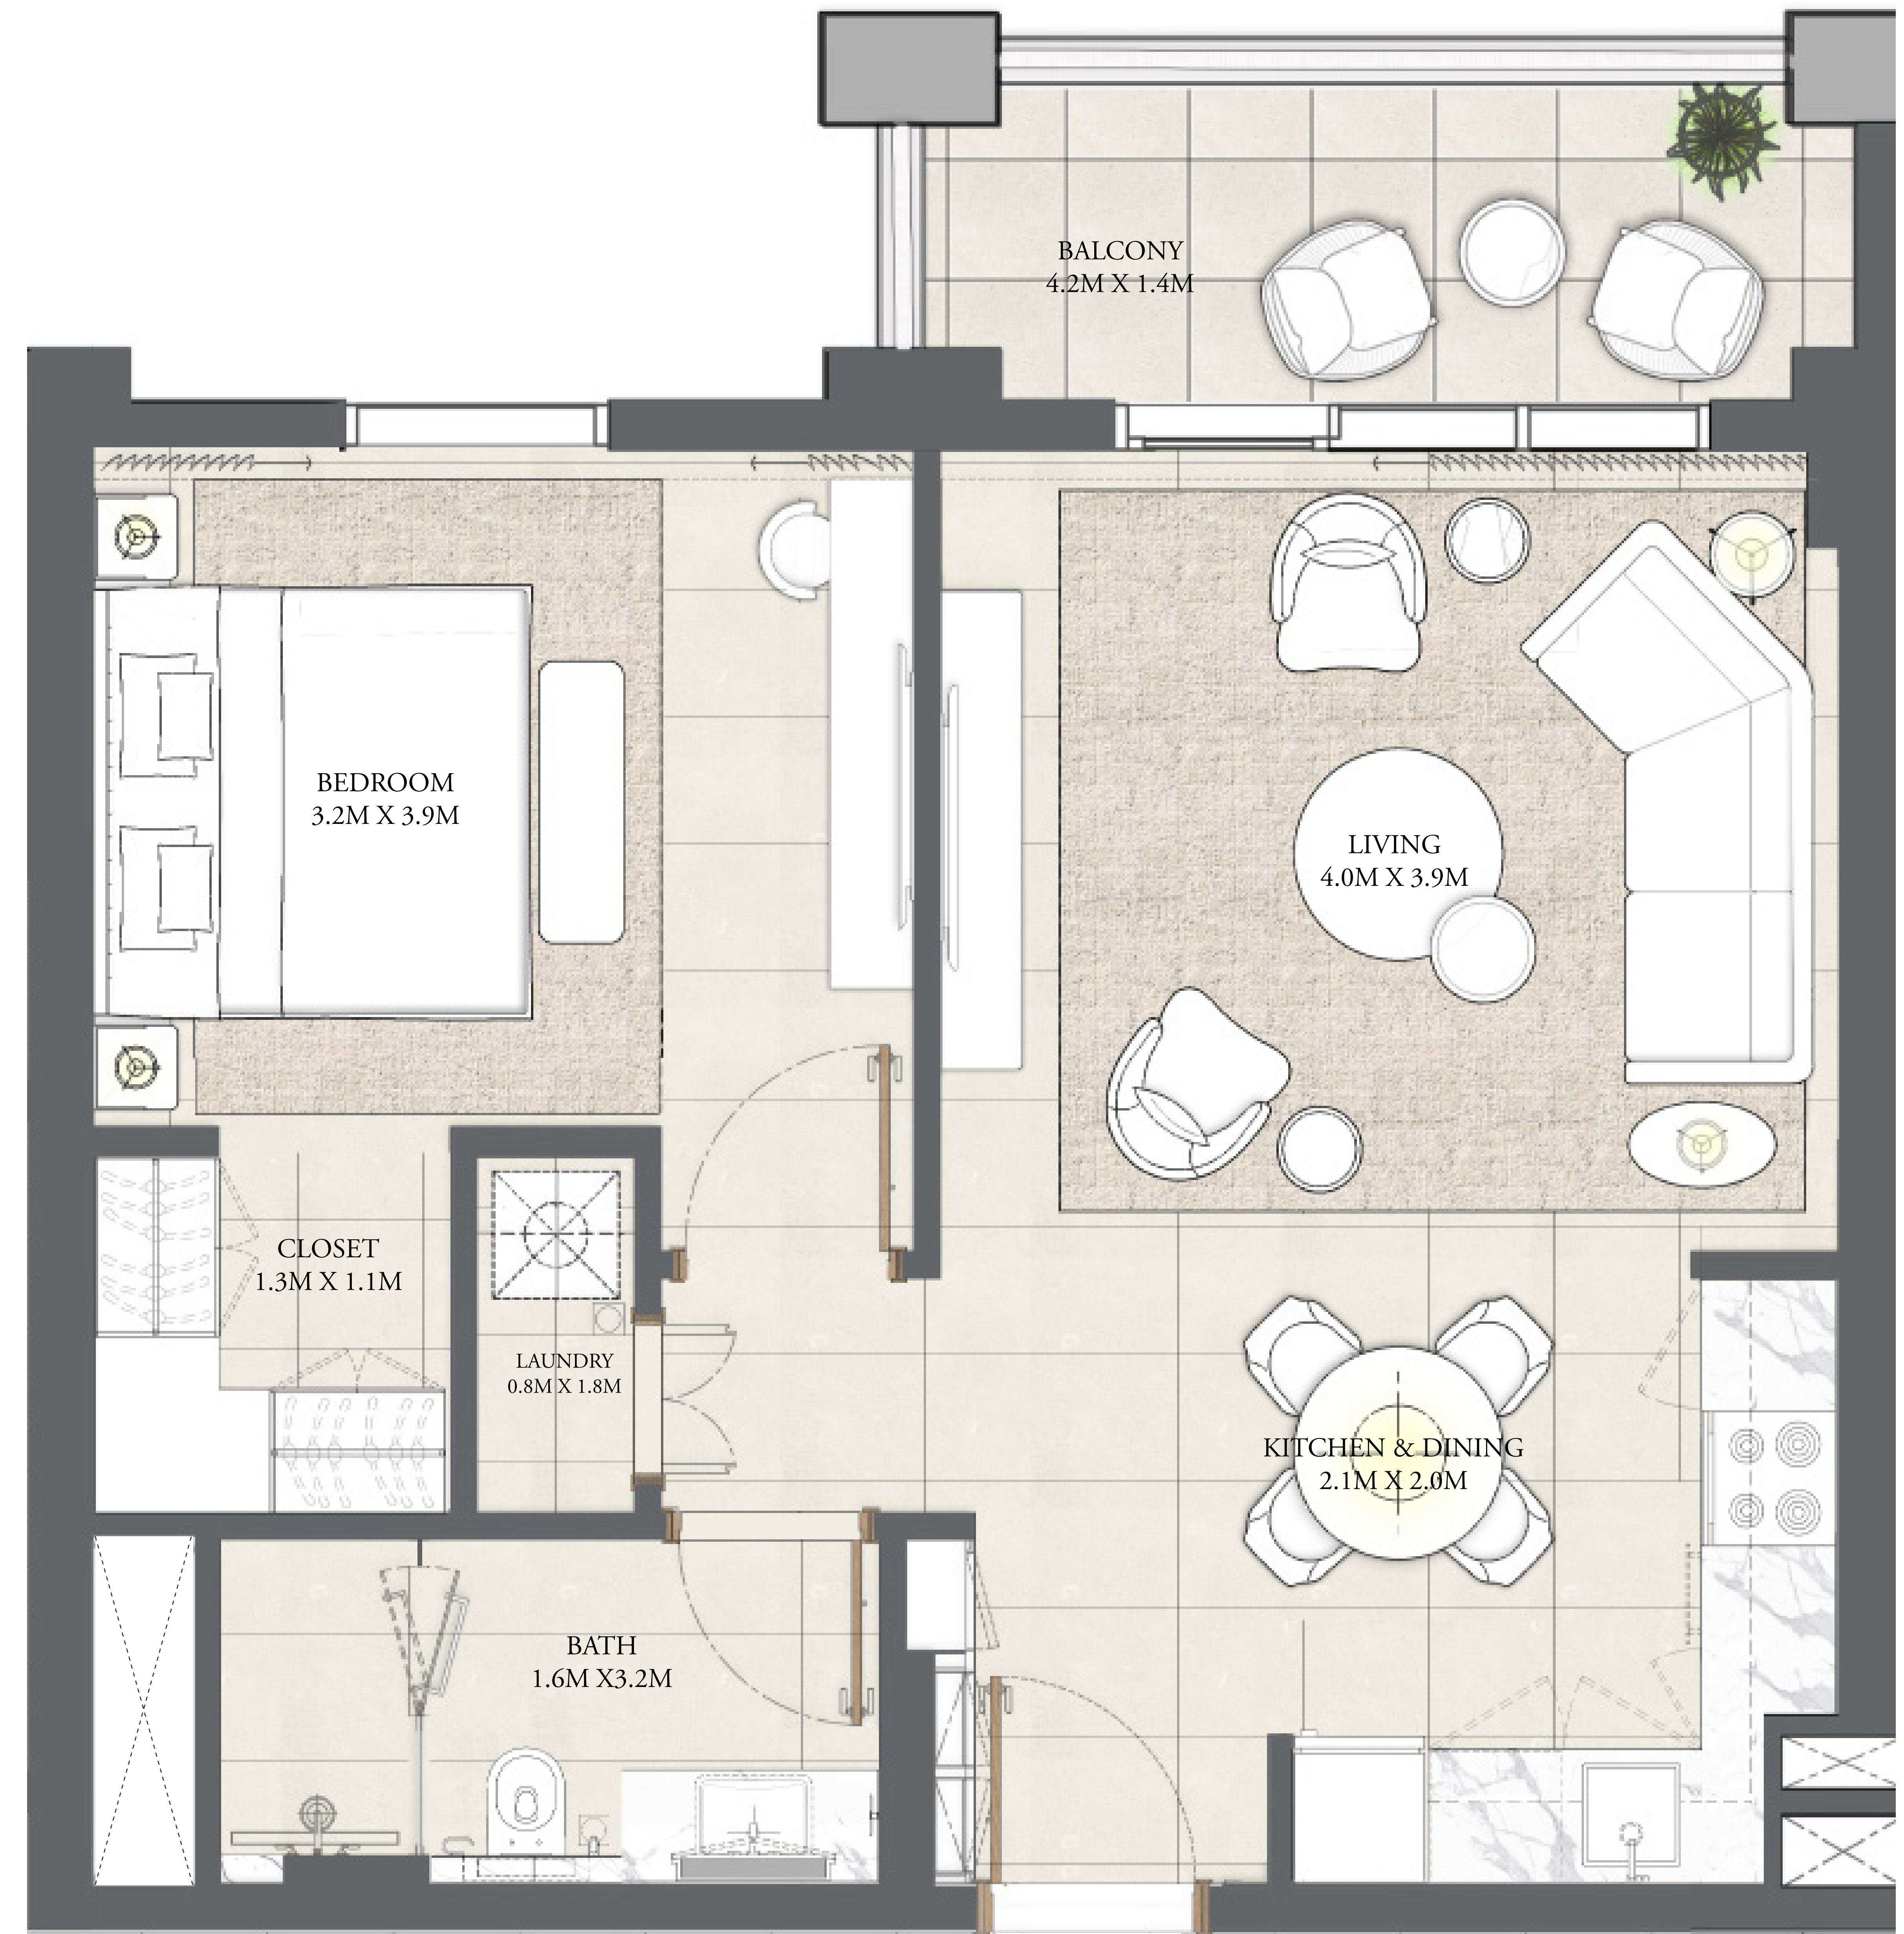 BALCONY
4.2M X 1.4M
BEDROOM
3.2M X 3.9M
LIVING
4.0M X 3.9M
CLOSET
1.3M X 1.1M
LAUNDRY
0.8M X 1.8M
KITCHEN & DINING
2.1M X 2.0M
BATH
1.6M X3.2M